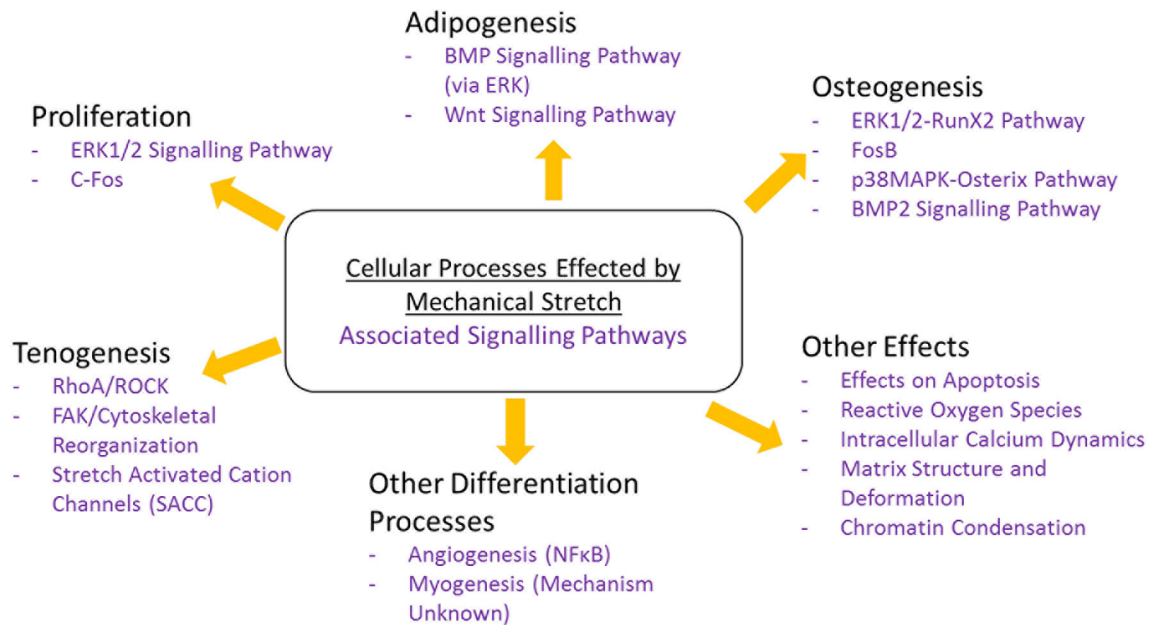 Adipogenesis
- BMP Signalling Pathway
(via ERK)
- Wnt Signalling Pathway
Osteogenesis
- ERK1/2-RunX2 Pathway
- FosB
- p38MAPK-Osterix Pathway
- BMP2 Signalling Pathway
Proliferation
- ERK1/2 Signalling Pathway
- C-Fos
Cellular Processes Effected by
Mechanical Stretch
Associated Signalling Pathways
Tenogenesis
- RhoA/ROCK
- FAK/Cytoskeletal
Reorganization
- Stretch Activated Cation
Channels (SACC)
Other Differentiation
Processes
- Angiogenesis (NFκB)
- Myogenesis (Mechanism
Unknown)
Other Effects
- Effects on Apoptosis
- Reactive Oxygen Species
- Intracellular Calcium Dynamics
- Matrix Structure and
Deformation
- Chromatin Condensation